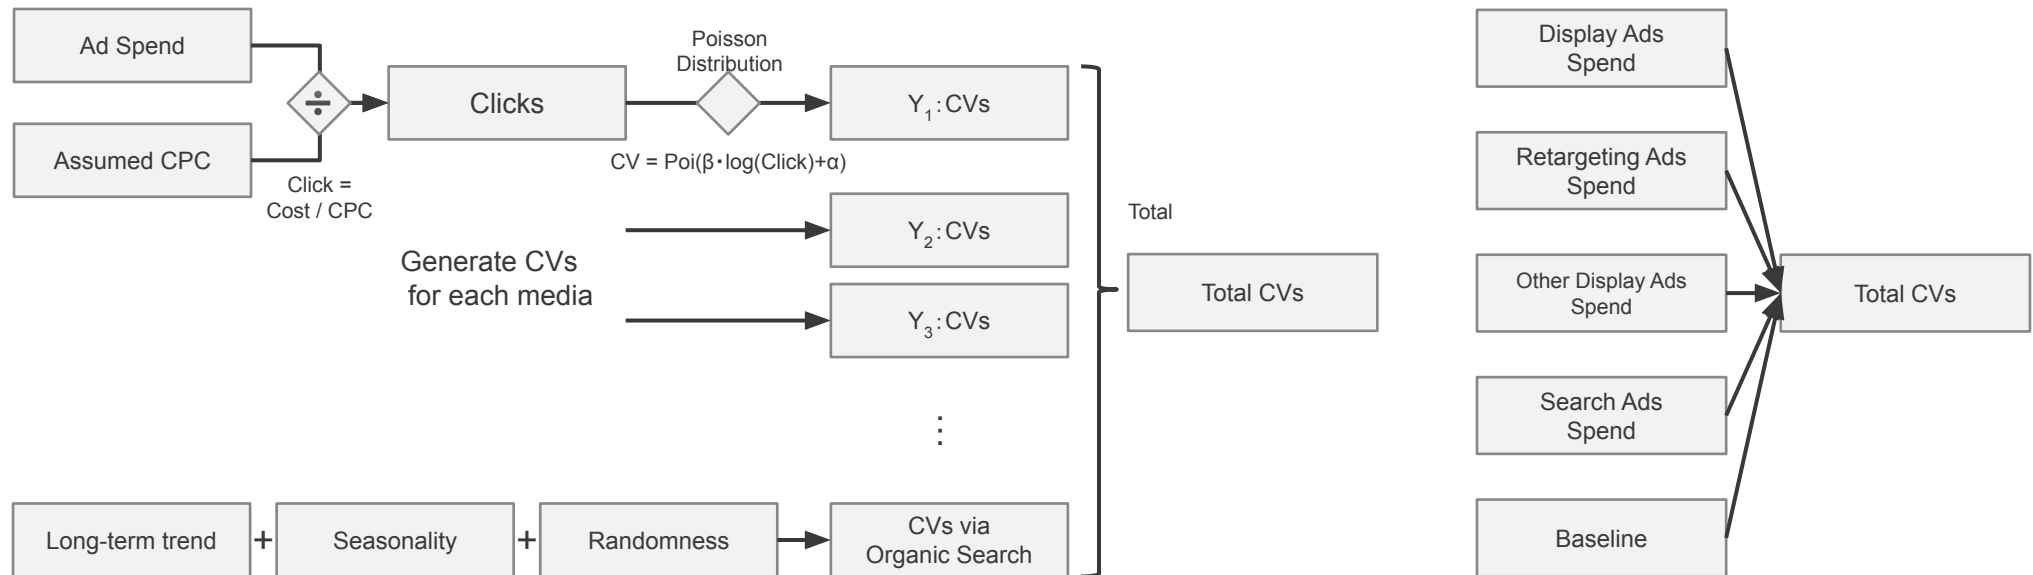 Ad Spend
Assumed CPC
÷
Click =
Cost / CPC
Clicks
Poisson
Distribution
CV = Poi(β・log(Click)+α)
Y1:CVs
Generate CVs
for each media
Y2:CVs
Y3:CVs
⋮
Long-term trend
+
Seasonality
+
Randomness
CVs via
Organic Search
Total
Total CVs
Display Ads
Spend
Retargeting Ads
Spend
Other Display Ads
Spend
Search Ads
Spend
Baseline
Total CVs